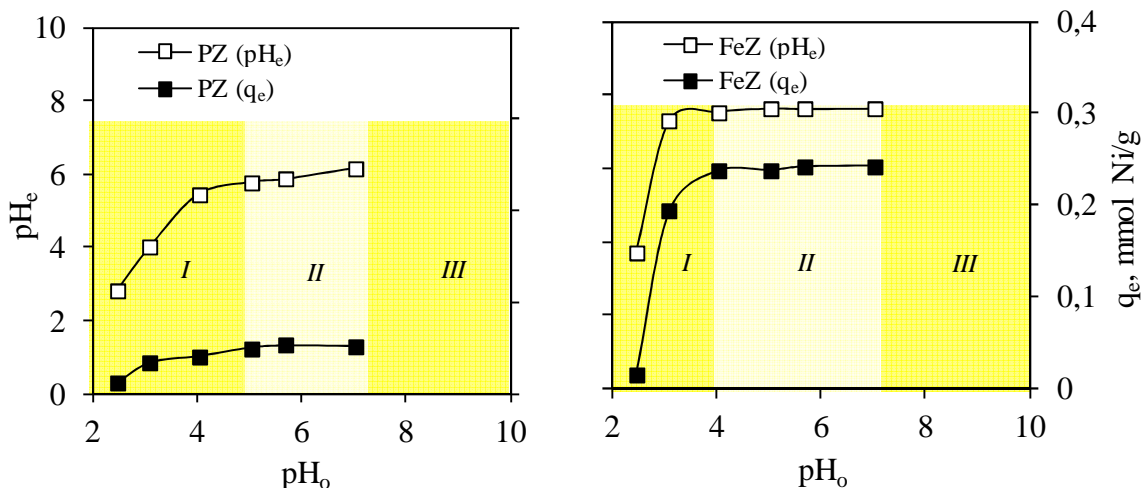 10
8
6
4
2
0
pHₑ
PZ (pHₑ)
PZ (qₑ)
I
II
III
2
4
6
8
10
pHₒ
FeZ (pHₑ)
FeZ (qₑ)
I
II
III
2
4
6
8
10
pHₒ
0,4
0,3
0,2
0,1
0
qₑ, mmol Ni/g